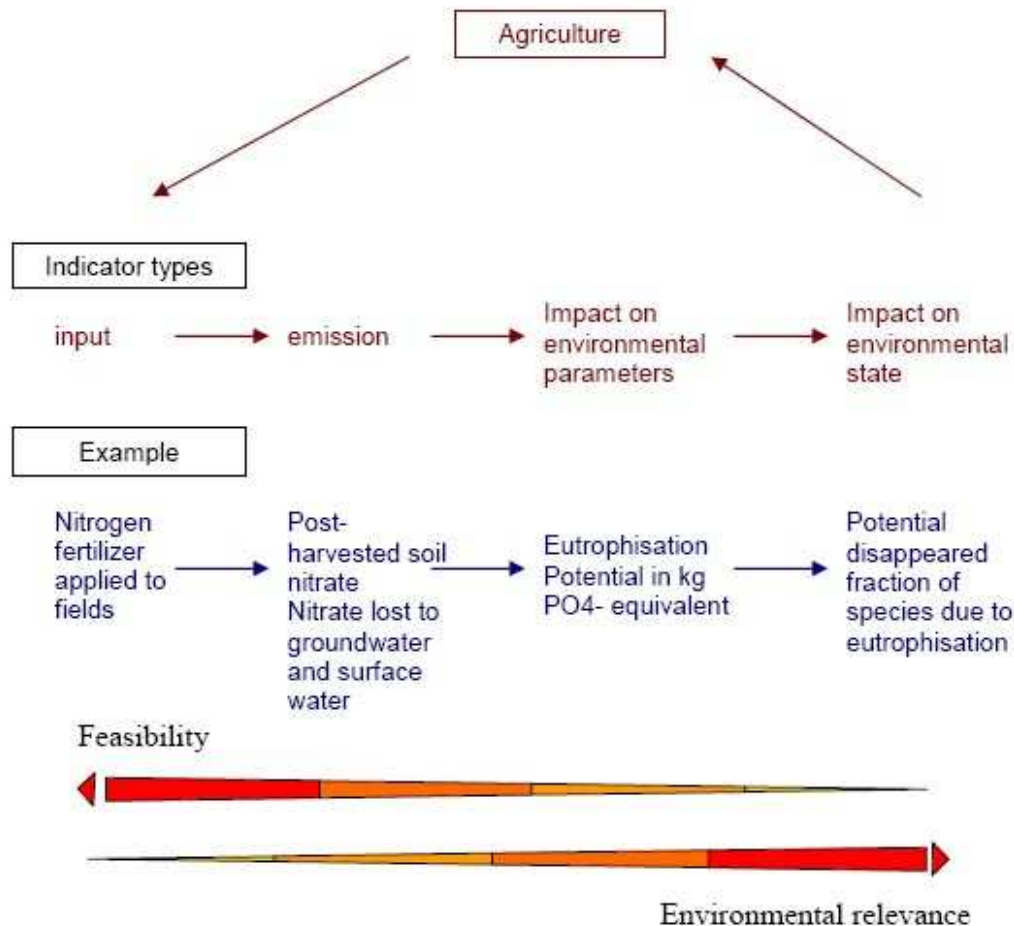 Agriculture
Indicator types
input
emission
Impact on
environmental
parameters
Impact on
environmental
state
Example
Nitrogen
fertilizer
applied to
fields
Post-
harvested soil
nitrate
Nitrate lost to
groundwater
and surface
water
Eutrophisation
Potential in kg
PO4- equivalent
Potential
disappeared
fraction of
species due to
eutrophisation
Feasibility
Environmental relevance